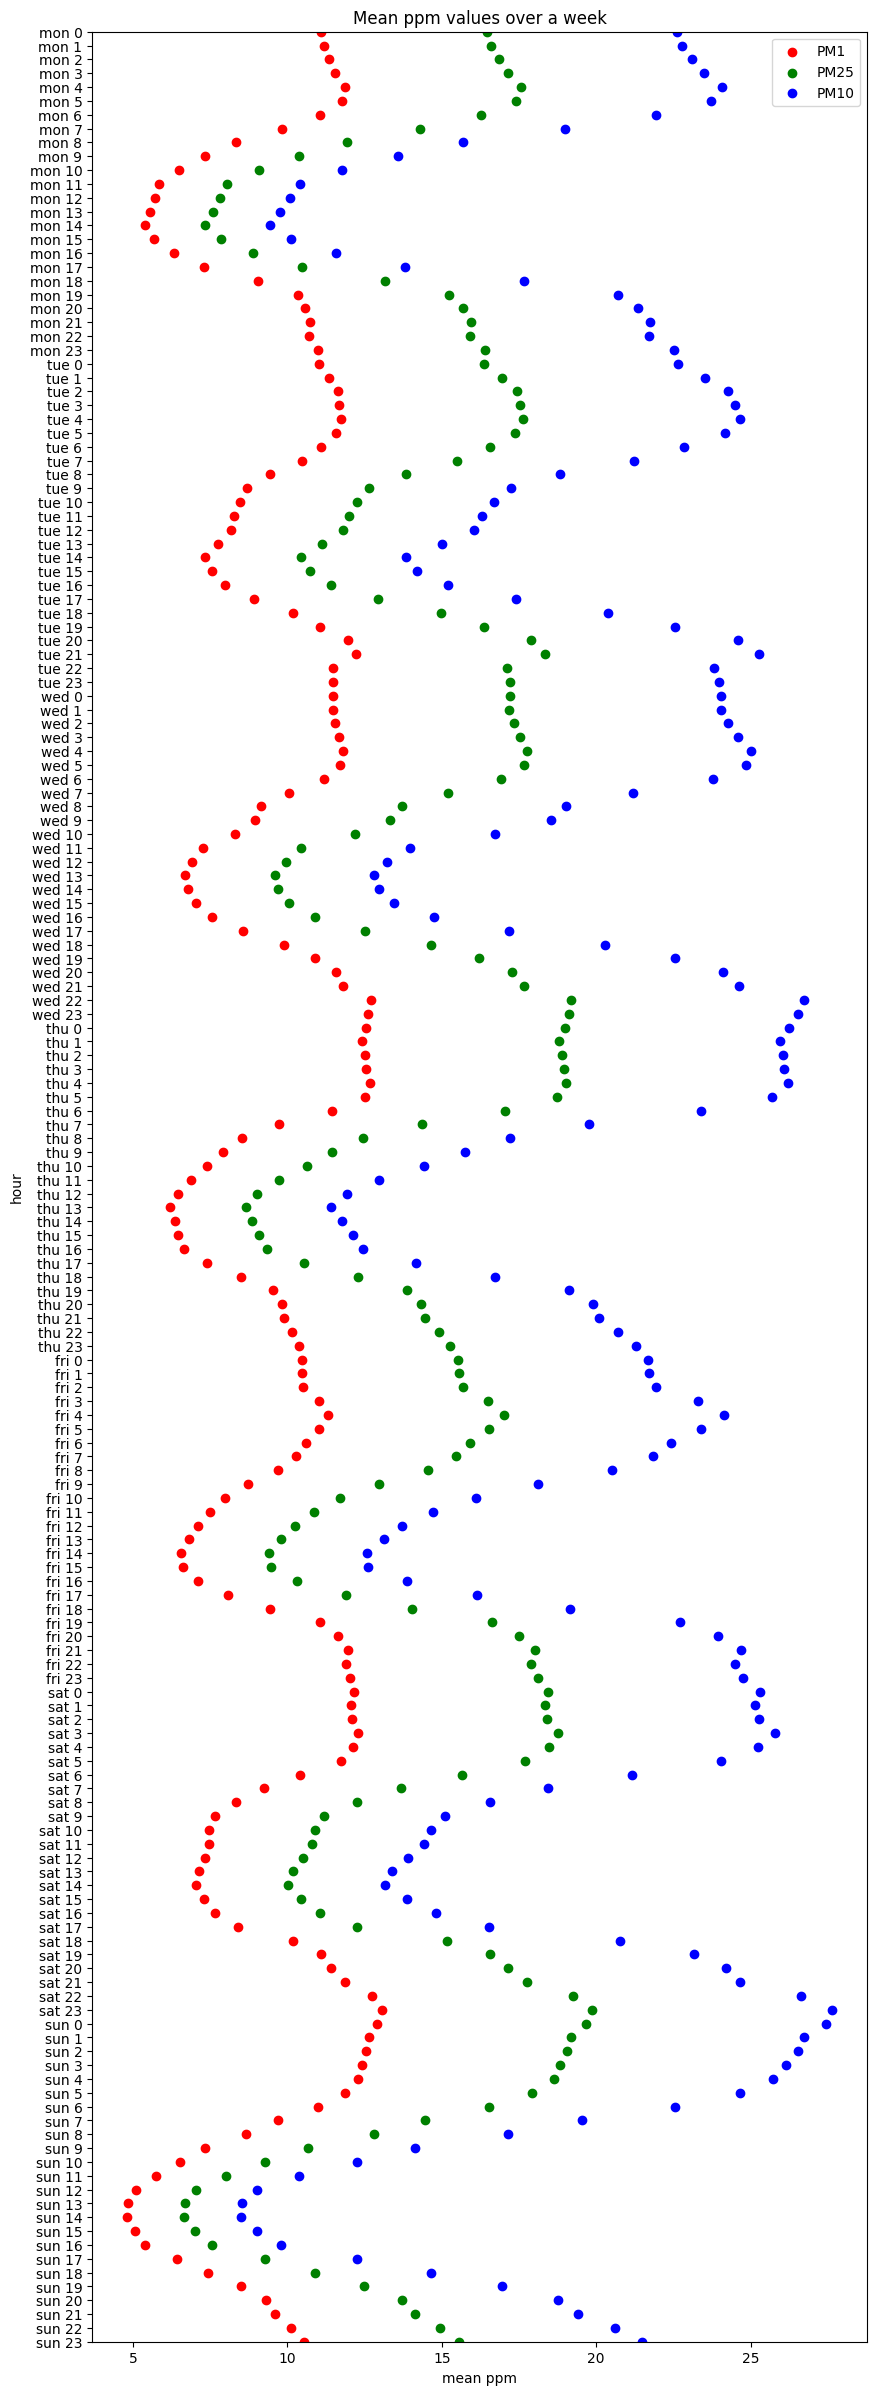 Mean ppm values over a week
PM1
PM25
PM10
mon 0
mon 1
mon 2
mon 3
mon 4
mon 5
mon 6
mon 7
mon 8
mon 9
mon 10
mon 11
mon 12
mon 13
mon 14
mon 15
mon 16
mon 17
mon 18
mon 19
mon 20
mon 21
mon 22
mon 23
tue 0
tue 1
tue 2
tue 3
tue 4
tue 5
tue 6
tue 7
tue 8
tue 9
tue 10
tue 11
tue 12
tue 13
tue 14
tue 15
tue 16
tue 17
tue 18
tue 19
tue 20
tue 21
tue 22
tue 23
wed 0
wed 1
wed 2
wed 3
wed 4
wed 5
wed 6
wed 7
wed 8
wed 9
wed 10
wed 11
wed 12
wed 13
wed 14
wed 15
wed 16
wed 17
wed 18
wed 19
wed 20
wed 21
wed 22
wed 23
thu 0
thu 1
thu 2
thu 3
thu 4
thu 5
thu 6
thu 7
thu 8
thu 9
thu 10
thu 11
thu 12
thu 13
thu 14
thu 15
thu 16
thu 17
thu 18
thu 19
thu 20
thu 21
thu 22
thu 23
fri 0
fri 1
fri 2
fri 3
fri 4
fri 5
fri 6
fri 7
fri 8
fri 9
fri 10
fri 11
fri 12
fri 13
fri 14
fri 15
fri 16
fri 17
fri 18
fri 19
fri 20
fri 21
fri 22
fri 23
sat 0
sat 1
sat 2
sat 3
sat 4
sat 5
sat 6
sat 7
sat 8
sat 9
sat 10
sat 11
sat 12
sat 13
sat 14
sat 15
sat 16
sat 17
sat 18
sat 19
sat 20
sat 21
sat 22
sat 23
sun 0
sun 1
sun 2
sun 3
sun 4
sun 5
sun 6
sun 7
sun 8
sun 9
sun 10
sun 11
sun 12
sun 13
sun 14
sun 15
sun 16
sun 17
sun 18
sun 19
sun 20
sun 21
sun 22
sun 23
hour
5 10 15 20 25
mean ppm